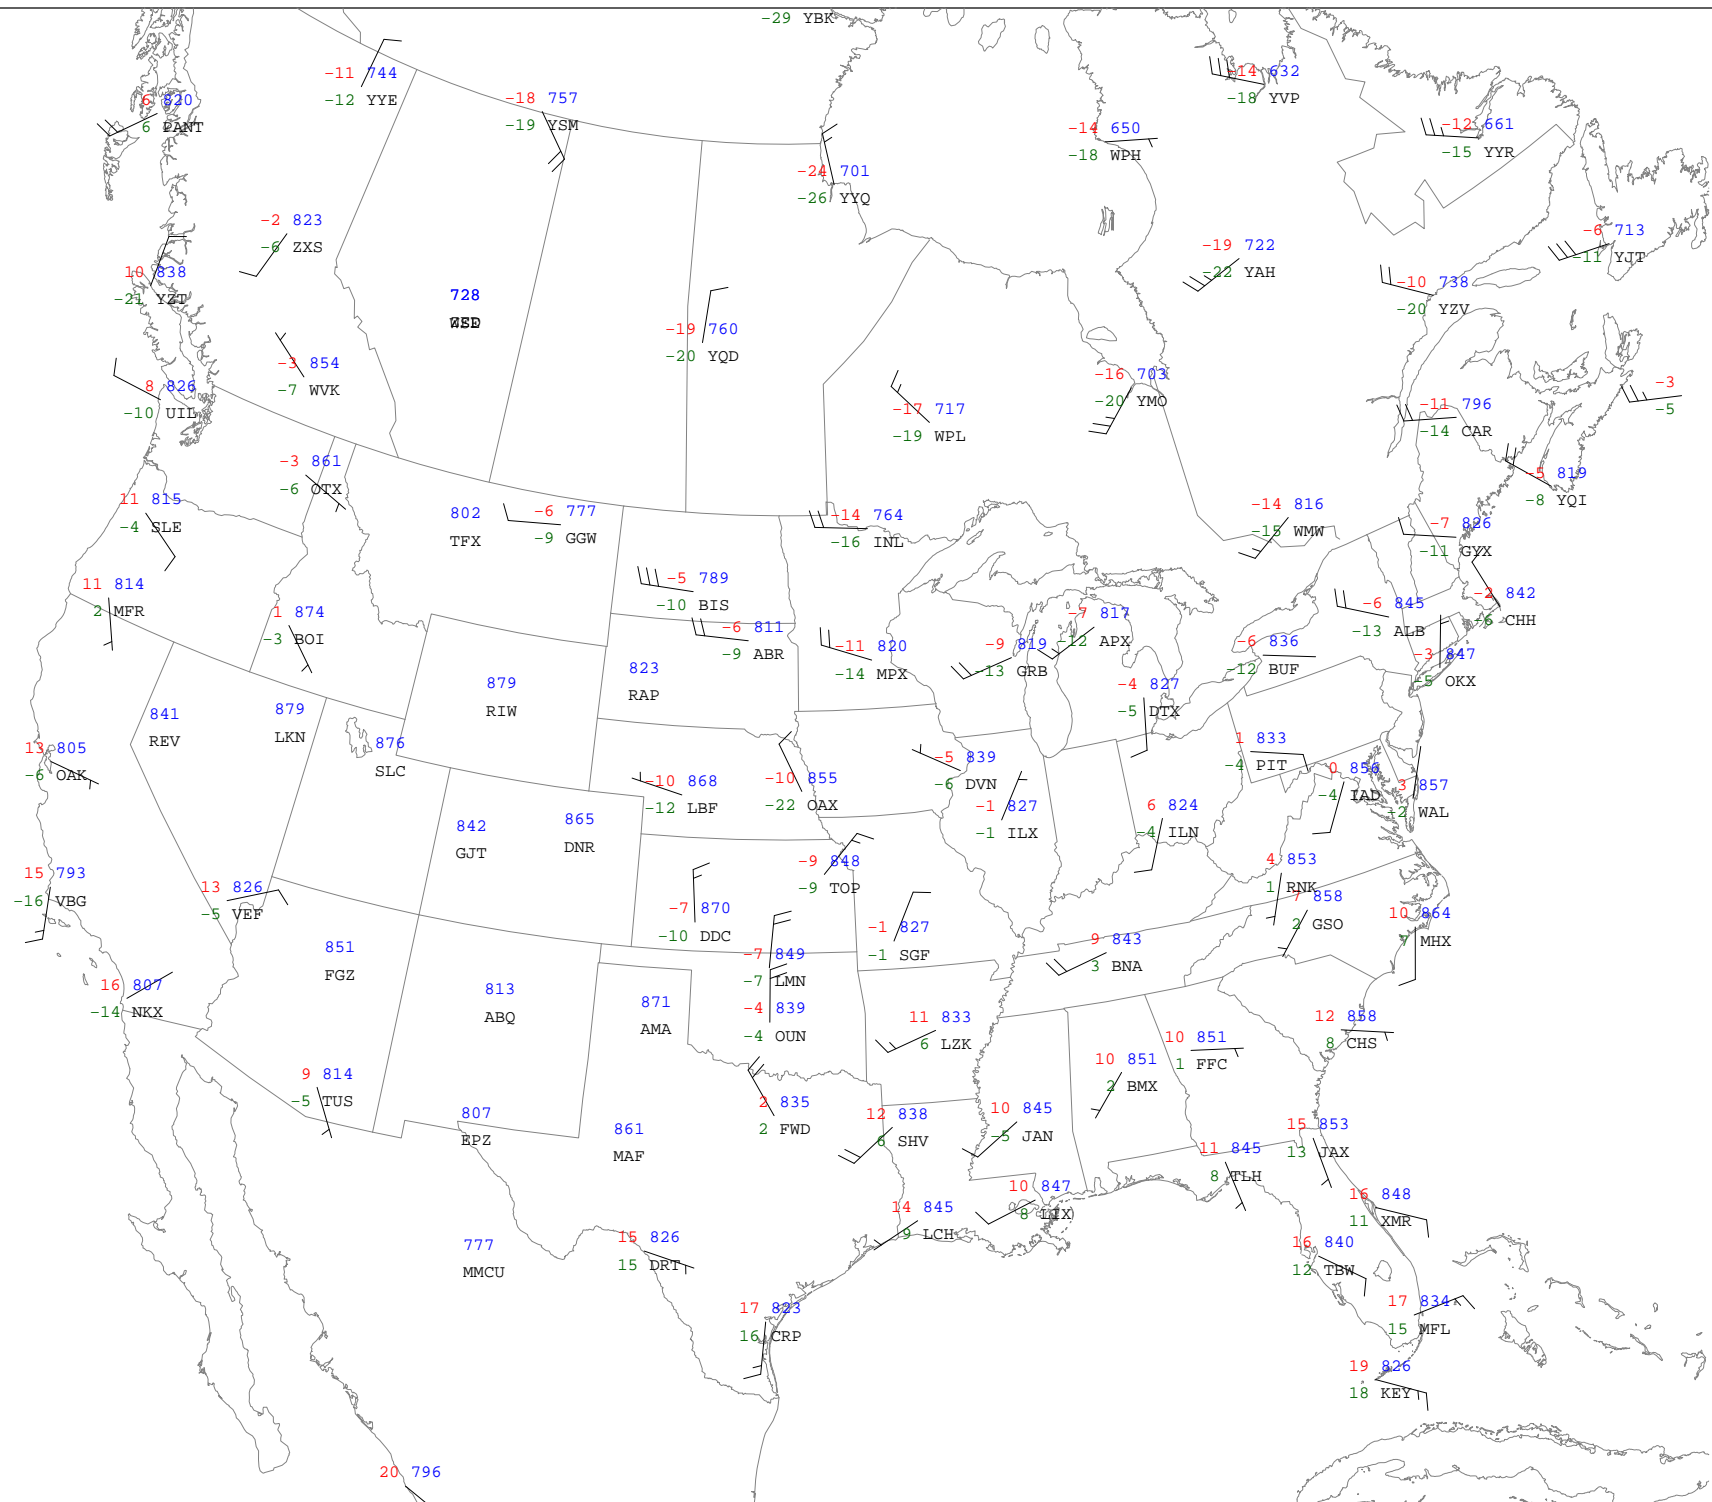 -29 YBK
-11 744
-12 YYE
6 820
6 PANT
-18 757
-19 YSM
-14 632
-18 YVP
-14 650
-18 WPH
-12 661
-15 YYR
-24 701
-26 YYQ
-2 823
-6 ZXS
-6 713
-11 YJT
-19 722
-22 YAH
10 838
-21 YZT
-10 738
-20 YZV
728
-19 760
-20 YQD
-3 854
-7 WVK
8 826
-10 UIL
-16 703
-20 YMO
-3
-5
-17 717
-19 WPL
-11 796
-14 CAR
-3 861
-6 OTX
-5 819
-8 YQI
11 815
-4 SLE
802
TFX
-6 777
-9 GGW
-14 764
-16 INL
-14 816
-15 WMW
-7 826
-11 GYX
11 814
2 MFR
1 874
-3 BOI
-5 789
-10 BIS
-6 811
-9 ABR
-11 820
-14 MPX
-9 819
-13 GRB
-7 817
-12 APX
-6 836
-12 BUF
-6 845
-13 ALB
-2 842
-6 CHH
-3 847
-5 OKX
823
RAP
879
RIW
841
REV
879
LKN
876
SLC
-4 827
-5 DTX
13 805
-6 OAK
1 833
-4 PIT
0 856
-4 IAD
3 857
-2 WAL
-10 868
-12 LBF
-10 855
-22 OAX
-5 839
-6 DVN
-1 827
-1 ILX
6 824
-4 ILN
842
GJT
865
DNR
15 793
-16 VBG
13 826
-5 VEF
-9 848
-9 TOP
4 853
1 RNK
7 858
2 GSO
10 864
7 MHX
-7 870
-10 DDC
-1 827
-1 SGF
9 843
3 BNA
851
FGZ
-7 849
-7 LMN
16 807
-14 NKX
813
ABQ
871
AMA
-4 839
-4 OUN
11 833
6 LZK
12 858
8 CHS
10 851
1 FFC
10 851
2 BMX
9 814
-5 TUS
807
EPZ
861
MAF
2 835
2 FWD
12 838
6 SHV
10 845
-5 JAN
15 853
13 JAX
11 845
8 TLH
14 845
9 LCH
10 847
8 LIX
16 848
11 XMR
777
MMCU
15 826
15 DRT
16 840
12 TBW
17 823
16 CRP
17 834
15 MFL
19 826
18 KEY
20 796